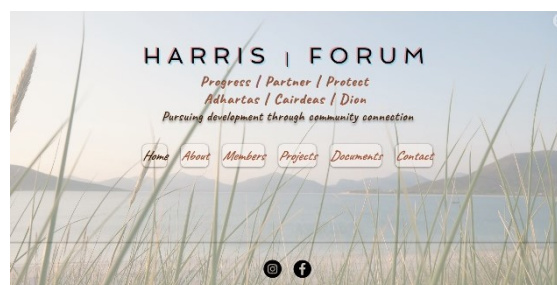 HARRIS | FORUM
Progress | Partner | Protect
Adhartas | Cairdeas | Dìon
Pursuing development through community connection
Home About Members Projects Documents Contact